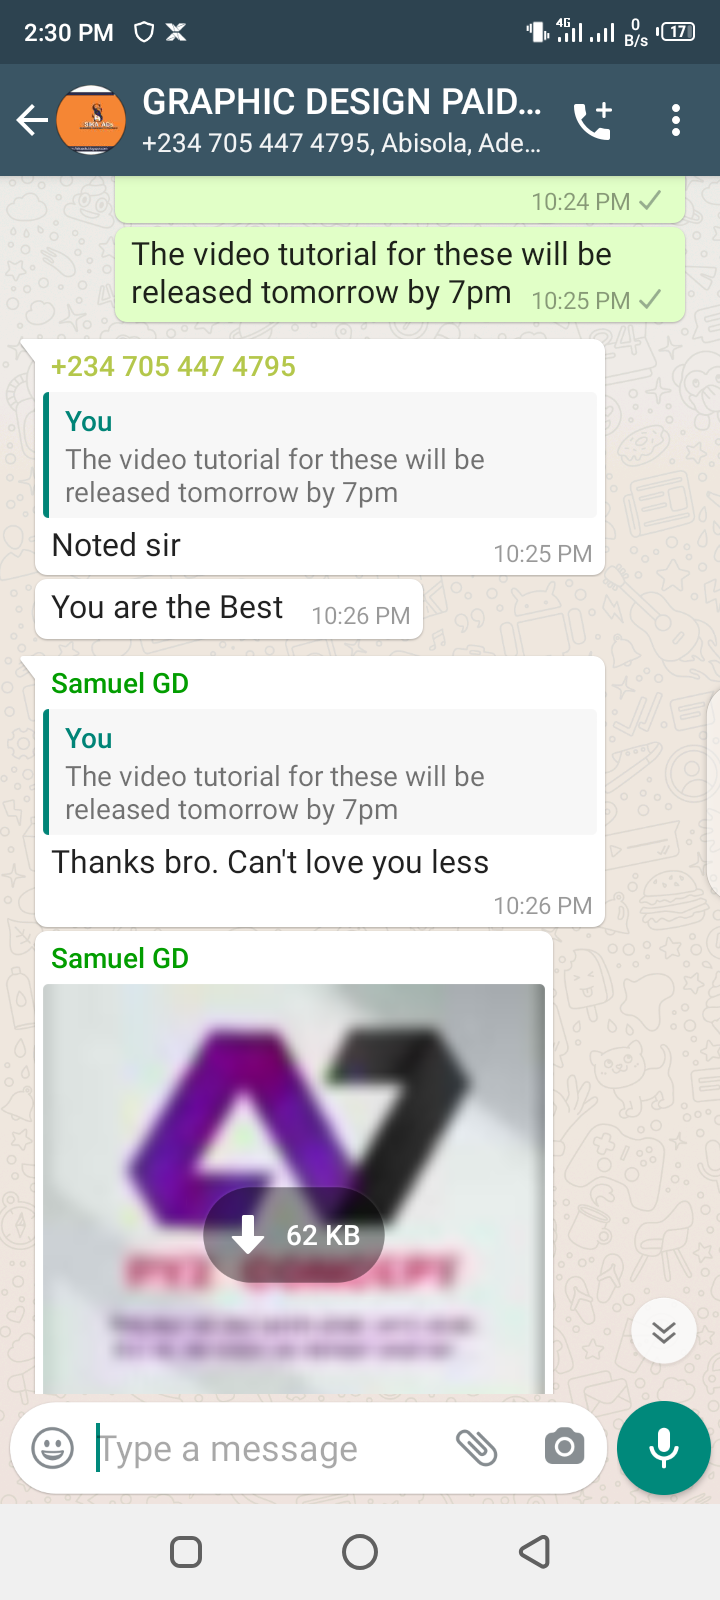 2:30 PM
4G
0
B/s
17
GRAPHIC DESIGN PAID...
+234 705 447 4795, Abisola, Ade...
10:24 PM
The video tutorial for these will be
released tomorrow by 7pm 10:25 PM
+234 705 447 4795
You
The video tutorial for these will be
released tomorrow by 7pm
Noted sir 10:25 PM
You are the Best 10:26 PM
Samuel GD
You
The video tutorial for these will be
released tomorrow by 7pm
Thanks bro. Can't love you less
10:26 PM
Samuel GD
62 KB
CONCEPT
Type a message